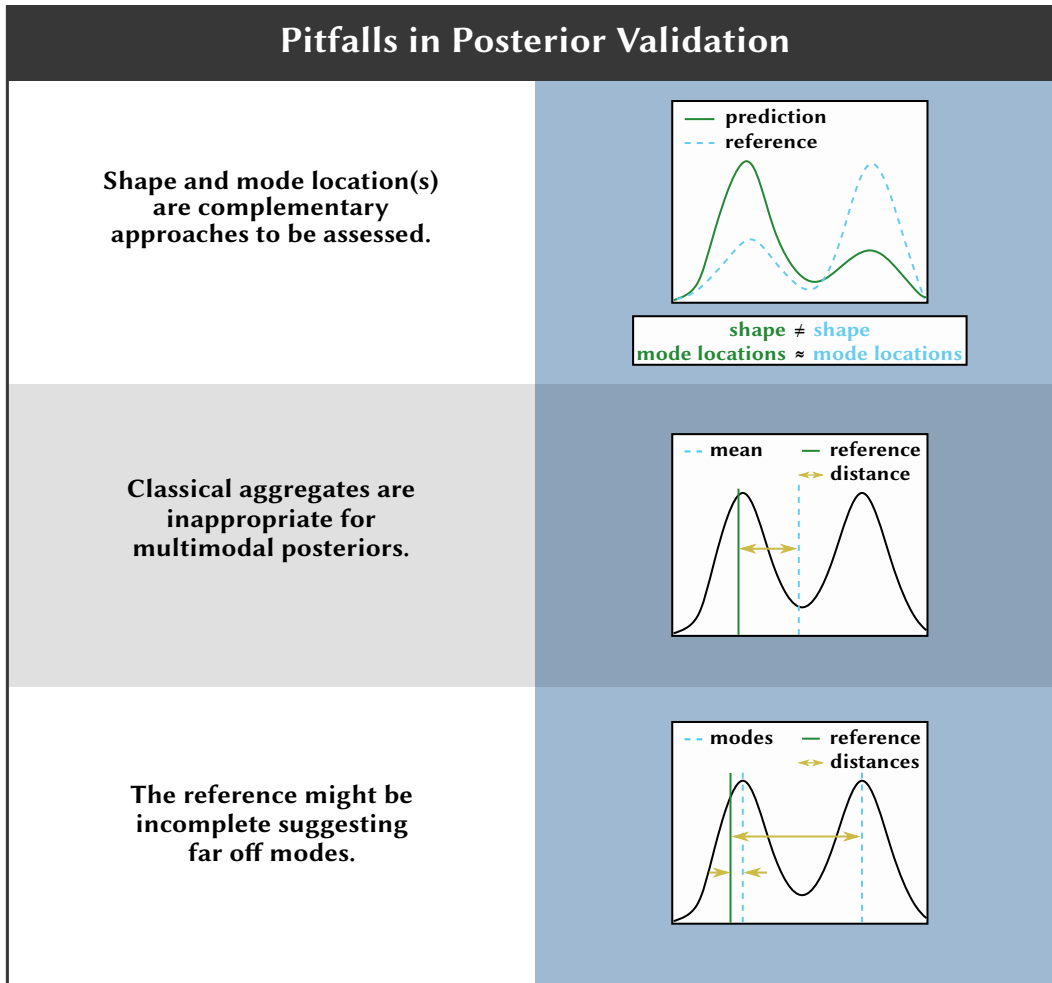 Pitfalls in Posterior Validation
Shape and mode location(s)
are complementary
approaches to be assessed.
prediction
reference
shape ≠ shape
mode locations ≈ mode locations
Classical aggregates are
inappropriate for
multimodal posteriors.
mean
reference
distance
The reference might be
incomplete suggesting
far off modes.
modes
reference
distances